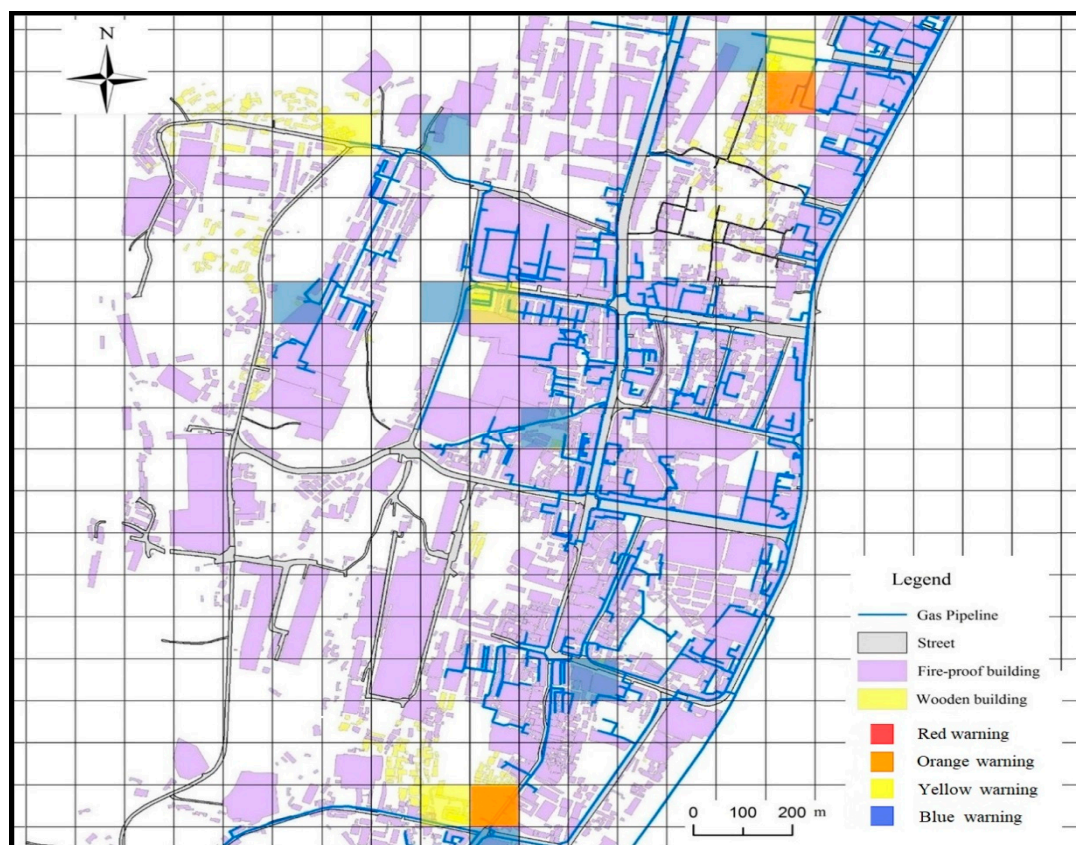 N
Legend
Gas Pipeline
Street
Fire-proof building
Wooden building
Red warning
Orange warning
Yellow warning
Blue warning
0 100 200 m